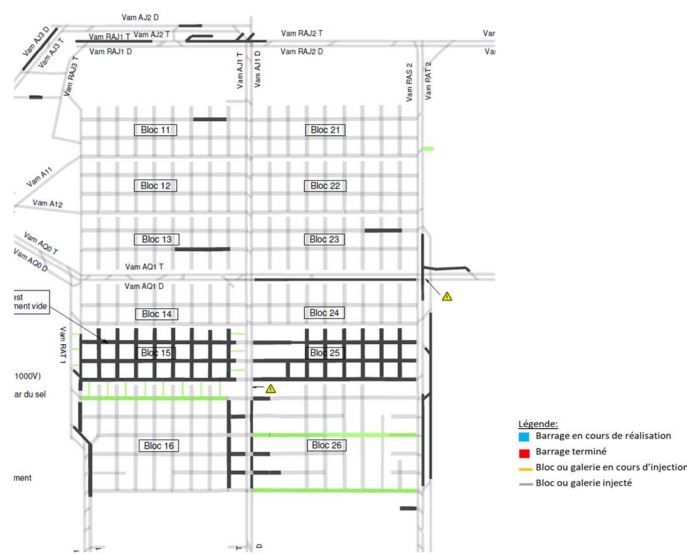 Vam AJ2 D
Vam AJ3 D
Vam AJ3 T
Vam RAJ1 T
Vam AJ2 T
Vam RAJ2 T
Vam RAJ1 D
Vam RAJ2 D
Vam RAJ3 T
Vam AJ1 T
Vam AJ1 D
Vam RAS 2
Vam RAT 2
Bloc 11
Bloc 21
Vam A11
Bloc 12
Bloc 22
Vam A12
Vam AQ0 T
Vam AQ0 D
Bloc 13
Bloc 23
Vam AQ1 T
Vam AQ1 D
est
ment vide
Bloc 14
Bloc 24
Vam RAT 1
Bloc 15
Bloc 25
1000V)
ar du sel
Bloc 16
Bloc 26
ment
T
D
Légende:
Barrage en cours de réalisation
Barrage terminé
Bloc ou galerie en cours d'injection
Bloc ou galerie injecté